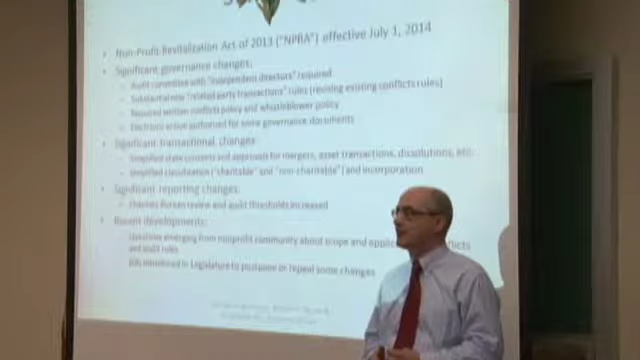 Non-Profit Revitalization Act of 2013 ("NPRA") effective July 1, 2014
Significant governance changes:
Audit committee with "independent directors" required
Substantial new "related party transactions" rules (revising existing conflicts rules)
Required written conflicts policy and whistleblower policy
Electronic action authorized for some governance documents
Significant transactional changes:
Simplified state consents and approvals for mergers, asset transactions, dissolutions, etc.
Simplified classification ("charitable" and "non-charitable") and incorporation
Significant reporting changes:
Charities Bureau review and audit thresholds increased
Recent developments:
Questions emerging from nonprofit community about scope and
and audit rules
Bills introduced in Legislature to postpone or repeal some changes